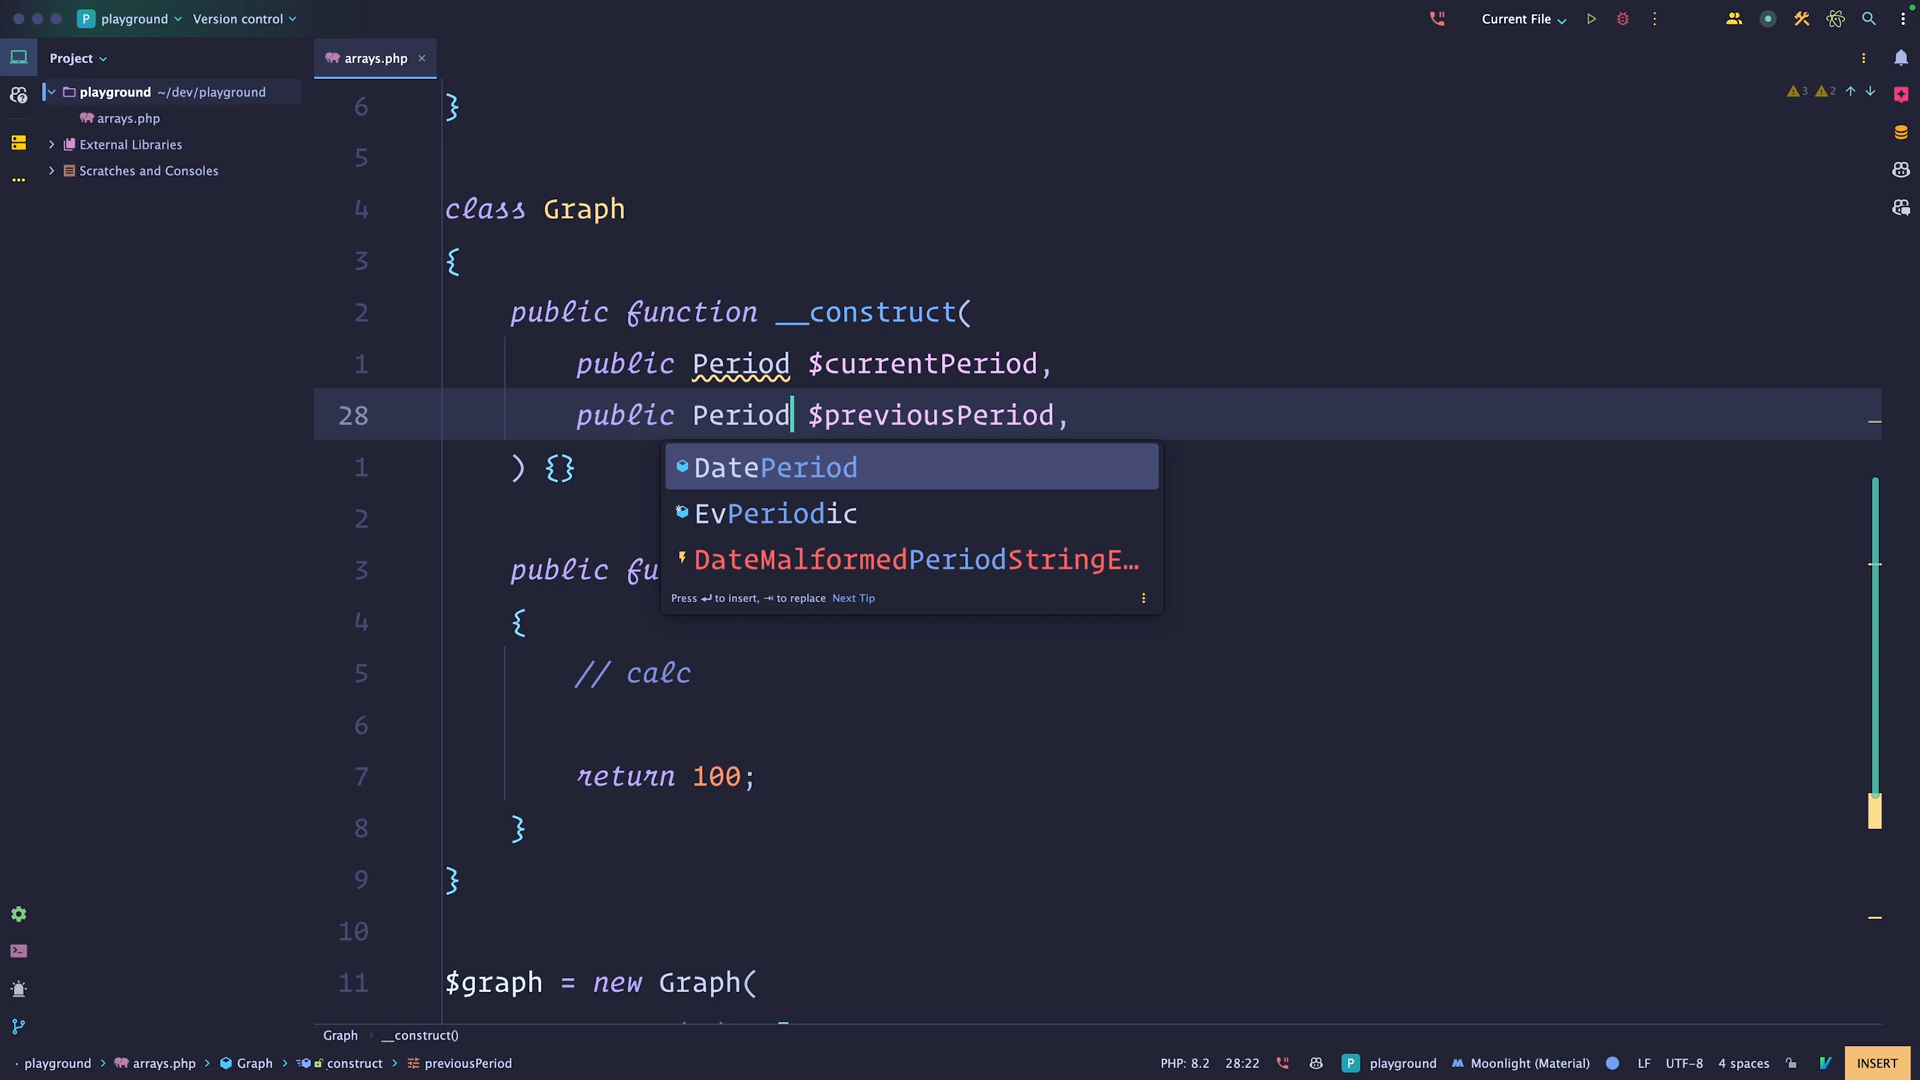 P playground Version control Current File
Project arrays.php
playground ~/dev/playground
arrays.php
External Libraries
Scratches and Consoles
3 2
6 }
5
4 class Graph
3 {
2 public function __construct(
1 public Period $currentPeriod,
28 public Period $previousPeriod,
1 ) {}
2
3 public fu
4 {
5 // calc
6
7 return 100;
8 }
9 }
10
11 $graph = new Graph(
DatePeriod
EvPeriodic
DateMalformedPeriodStringE…
Press ↵ to insert, ⇥ to replace Next Tip
Graph __construct()
playground arrays.php Graph construct previousPeriod PHP: 8.2 28:22 P playground Moonlight (Material) LF UTF-8 4 spaces INSERT